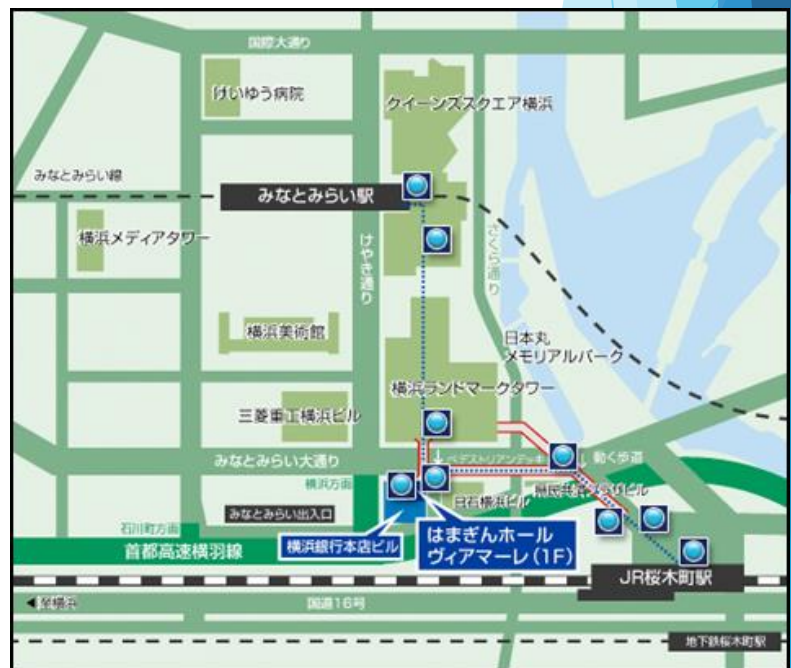 国際大通り
けいゆう病院
クイーンズスクエア横浜
みなとみらい線
みなとみらい駅
横浜メディアタワー
けやき通り
さくら通り
横浜美術館
日本丸
メモリアルパーク
横浜ランドマークタワー
三菱重工横浜ビル
みなとみらい大通り
ペデストリアンデッキ
動く歩道
横浜方面
日石横浜ビル
みなとみらい出入口
石川町方面
首都高速横羽線
横浜銀行本店ビル
はまぎんホール
ヴィアマーレ(1F)
JR桜木町駅
至横浜
国道16号
地下鉄桜木町駅